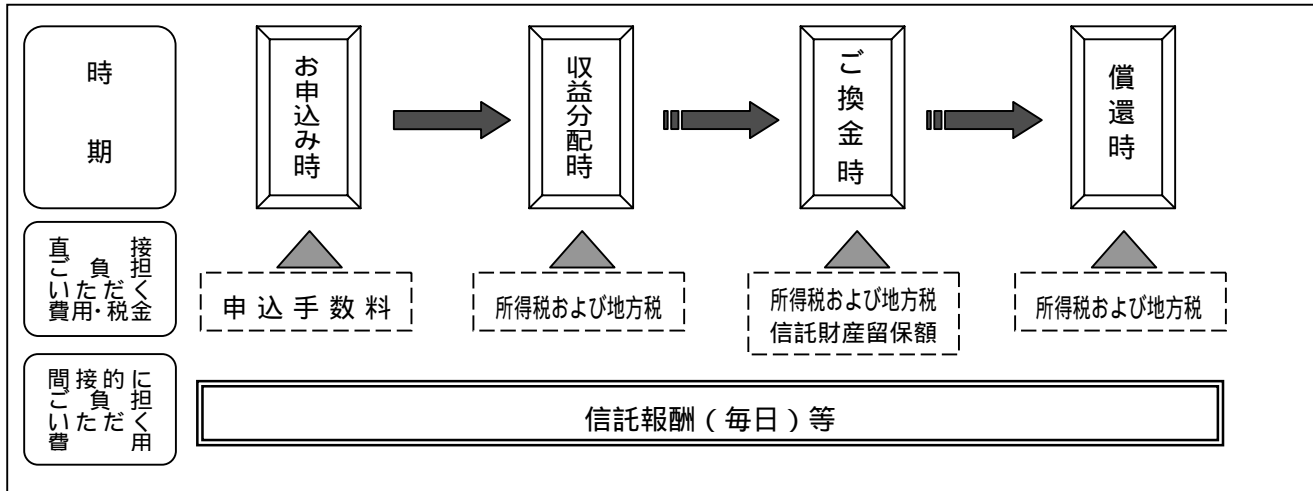 時期
お申込み時
収益分配時
ご換金時
償還時
直接
ご負担
いただく
費用・税金
申込手数料
所得税および地方税
所得税および地方税
信託財産留保額
所得税および地方税
間接的に
ご負担
いただく
費用
信託報酬(毎日)等